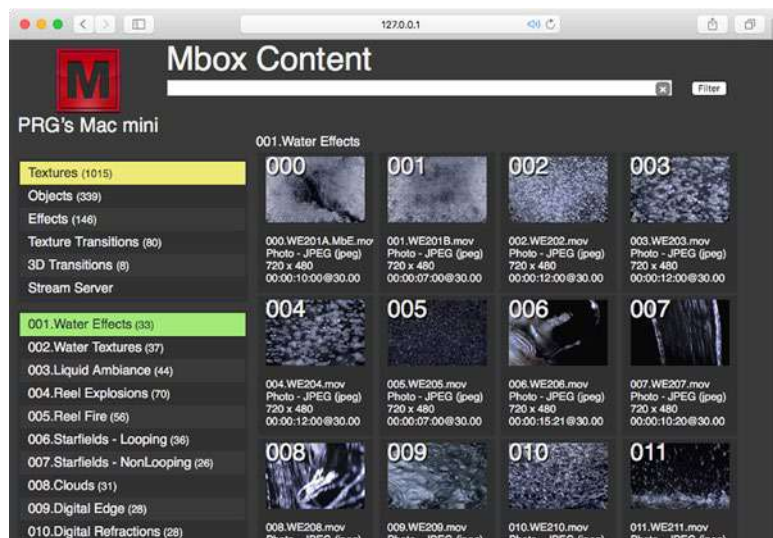 127.0.0.1
M
Mbox Content
Filter
PRG's Mac mini
Textures (1015)
Objects (339)
Effects (146)
Texture Transitions (80)
3D Transitions (8)
Stream Server
001.Water Effects (33)
002.Water Textures (37)
003.Liquid Ambiance (44)
004.Reel Explosions (70)
005.Reel Fire (56)
006.Starfields - Looping (36)
007.Starfields - NonLooping (26)
008.Clouds (31)
009.Digital Edge (28)
010.Digital Refractions (28)
001.Water Effects
000 001 002 003
000.WE201A.MbE.mov 001.WE201B.mov 002.WE202.mov 003.WE203.mov
Photo - JPEG (jpeg) Photo - JPEG (jpeg) Photo - JPEG (jpeg) Photo - JPEG (jpeg)
720 x 480 720 x 480 720 x 480 720 x 480
00:00:10:00@30.00 00:00:07:00@30.00 00:00:12:00@30.00 00:00:12:00@30.00
004 005 006 007
004.WE204.mov 005.WE205.mov 006.WE206.mov 007.WE207.mov
Photo - JPEG (jpeg) Photo - JPEG (jpeg) Photo - JPEG (jpeg) Photo - JPEG (jpeg)
720 x 480 720 x 480 720 x 480 720 x 480
00:00:12:00@30.00 00:00:07:00@30.00 00:00:15:21@30.00 00:00:10:20@30.00
008 009 010 011
008.WE208.mov 009.WE209.mov 010.WE210.mov 011.WE211.mov